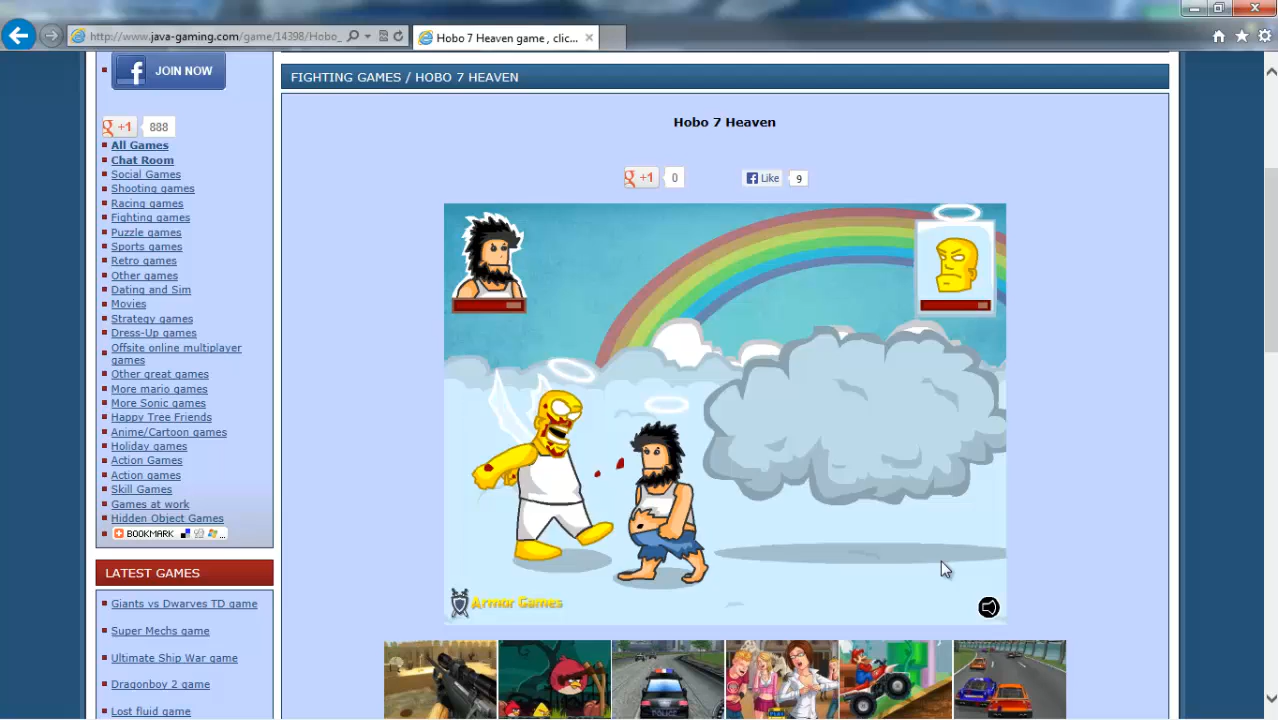 http://www.java-gaming.com/game/14398/Hobo_
Hobo 7 Heaven game , clic...
JOIN NOW
+1 888
All Games
Chat Room
Social Games
Shooting games
Racing games
Fighting games
Puzzle games
Sports games
Retro games
Other games
Dating and Sim
Movies
Strategy games
Dress-Up games
Offsite online multiplayer
games
Other great games
More mario games
More Sonic games
Happy Tree Friends
Anime/Cartoon games
Holiday games
Action Games
Action games
Skill Games
Games at work
Hidden Object Games
BOOKMARK ...
LATEST GAMES
Giants vs Dwarves TD game
Super Mechs game
Ultimate Ship War game
Dragonboy 2 game
Lost fluid game
FIGHTING GAMES / HOBO 7 HEAVEN
Hobo 7 Heaven
+1 0
Like 9
Armor Games
POLICE